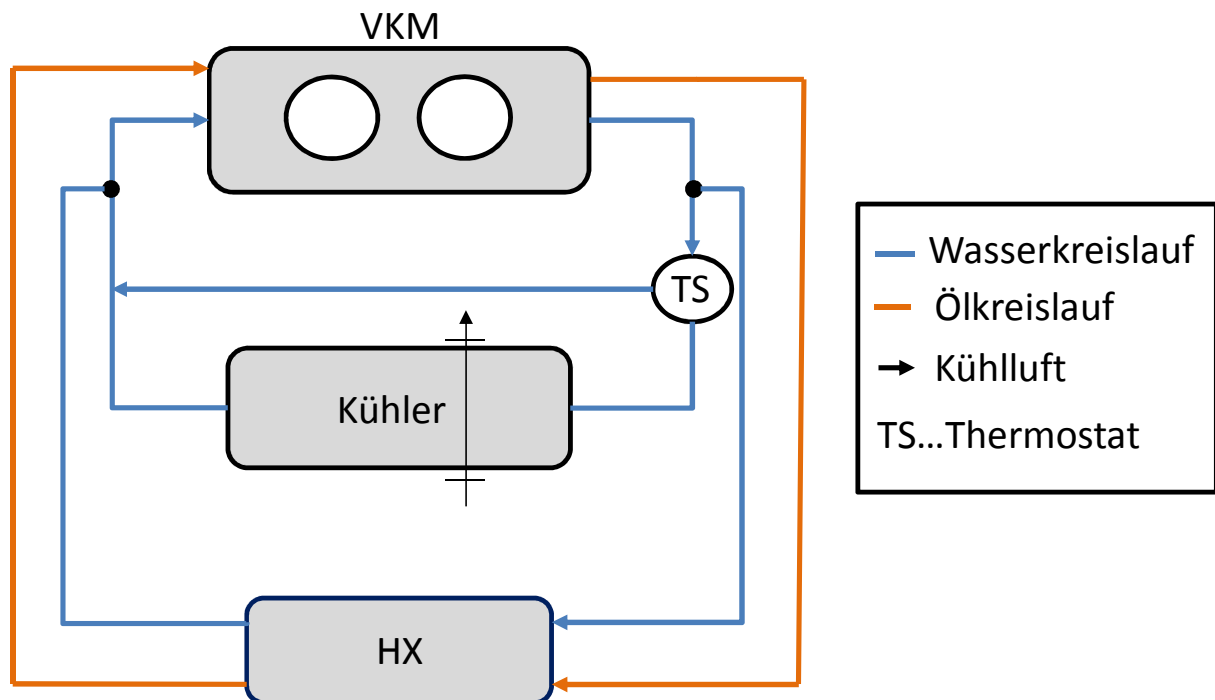 VKM
TS
Kühler
HX
Wasserkreislauf
Ölkreislauf
Kühlluft
TS...Thermostat